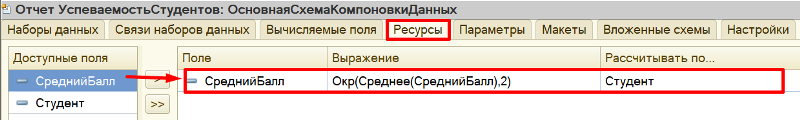 Отчет УспеваемостьСтудентов: ОсновнаяСхемаКомпоновкиДанных
Наборы данных Связи наборов данных Вычисляемые поля Ресурсы Параметры Макеты Вложенные схемы Настройки
Доступные поля Поле Выражение Рассчитывать по...
СреднийБалл > СреднийБалл Окр(Среднее(СреднийБалл),2) Студент
Студент >>